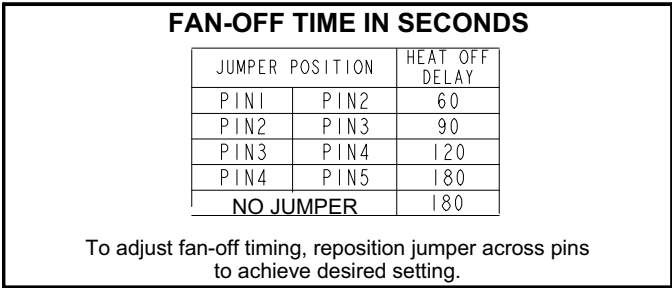 FAN-OFF TIME IN SECONDS
JUMPER POSITION HEAT OFF DELAY
PIN1 PIN2 60
PIN2 PIN3 90
PIN3 PIN4 120
PIN4 PIN5 180
NO JUMPER 180
To adjust fan-off timing, reposition jumper across pins
to achieve desired setting.